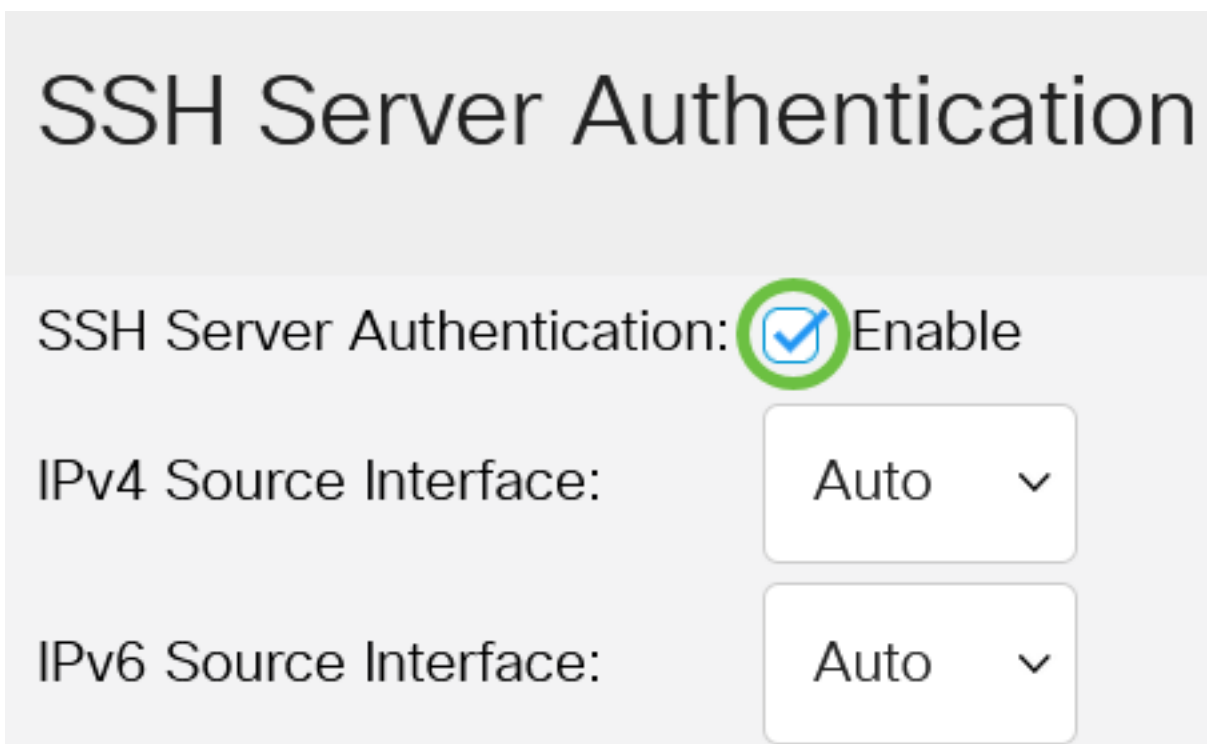 SSH Server Authentication
SSH Server Authentication: Enable
IPv4 Source Interface: Auto
IPv6 Source Interface: Auto